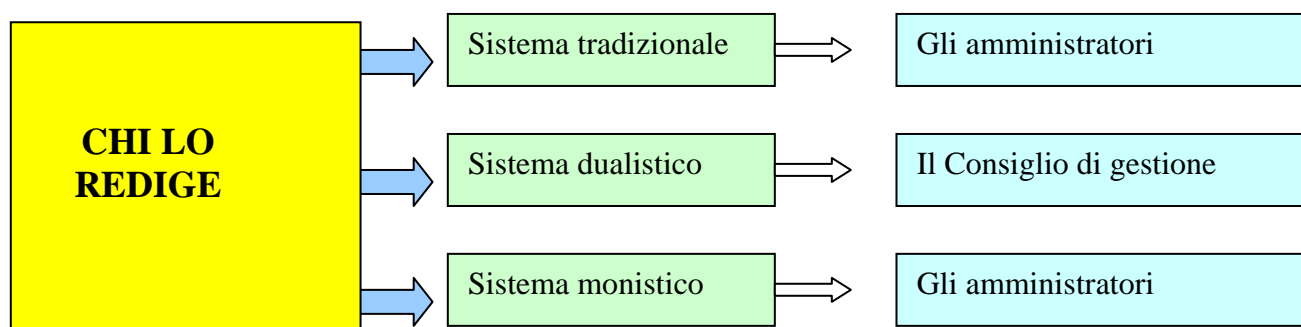 CHI LO
REDIGE
Sistema tradizionale
Gli amministratori
Sistema dualistico
Il Consiglio di gestione
Sistema monistico
Gli amministratori